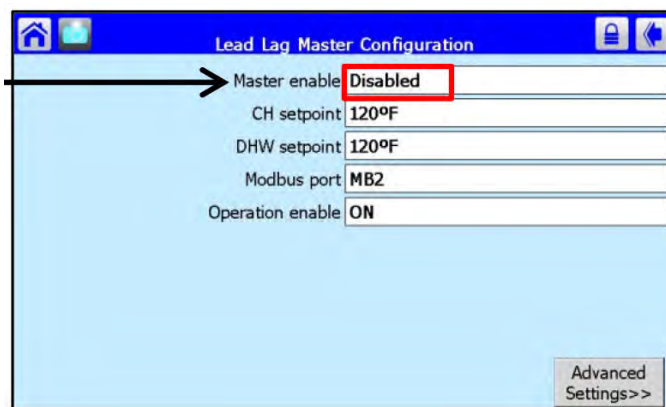 Lead Lag Master Configuration
Master enable Disabled
CH setpoint 120ºF
DHW setpoint 120ºF
Modbus port MB2
Operation enable ON
Advanced
Settings>>